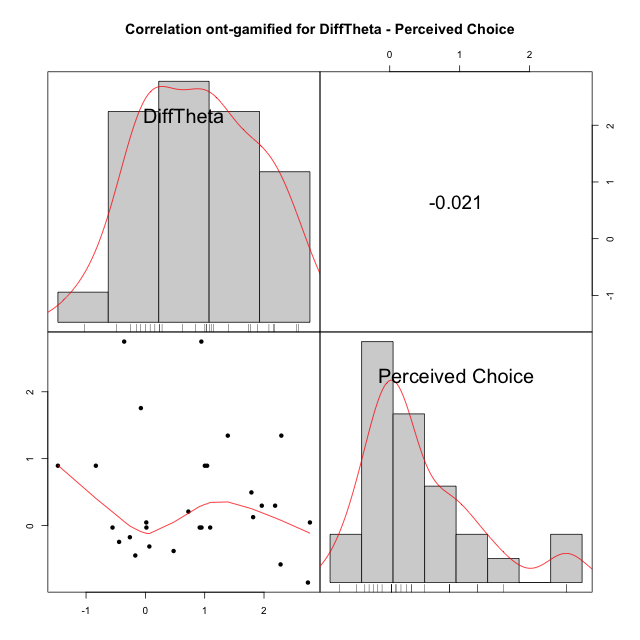 Correlation ont-gamified for DiffTheta - Perceived Choice
0 1 2
DiffTheta
-0.021
2
1
0
-1
2
1
0
Perceived Choice
-1 0 1 2